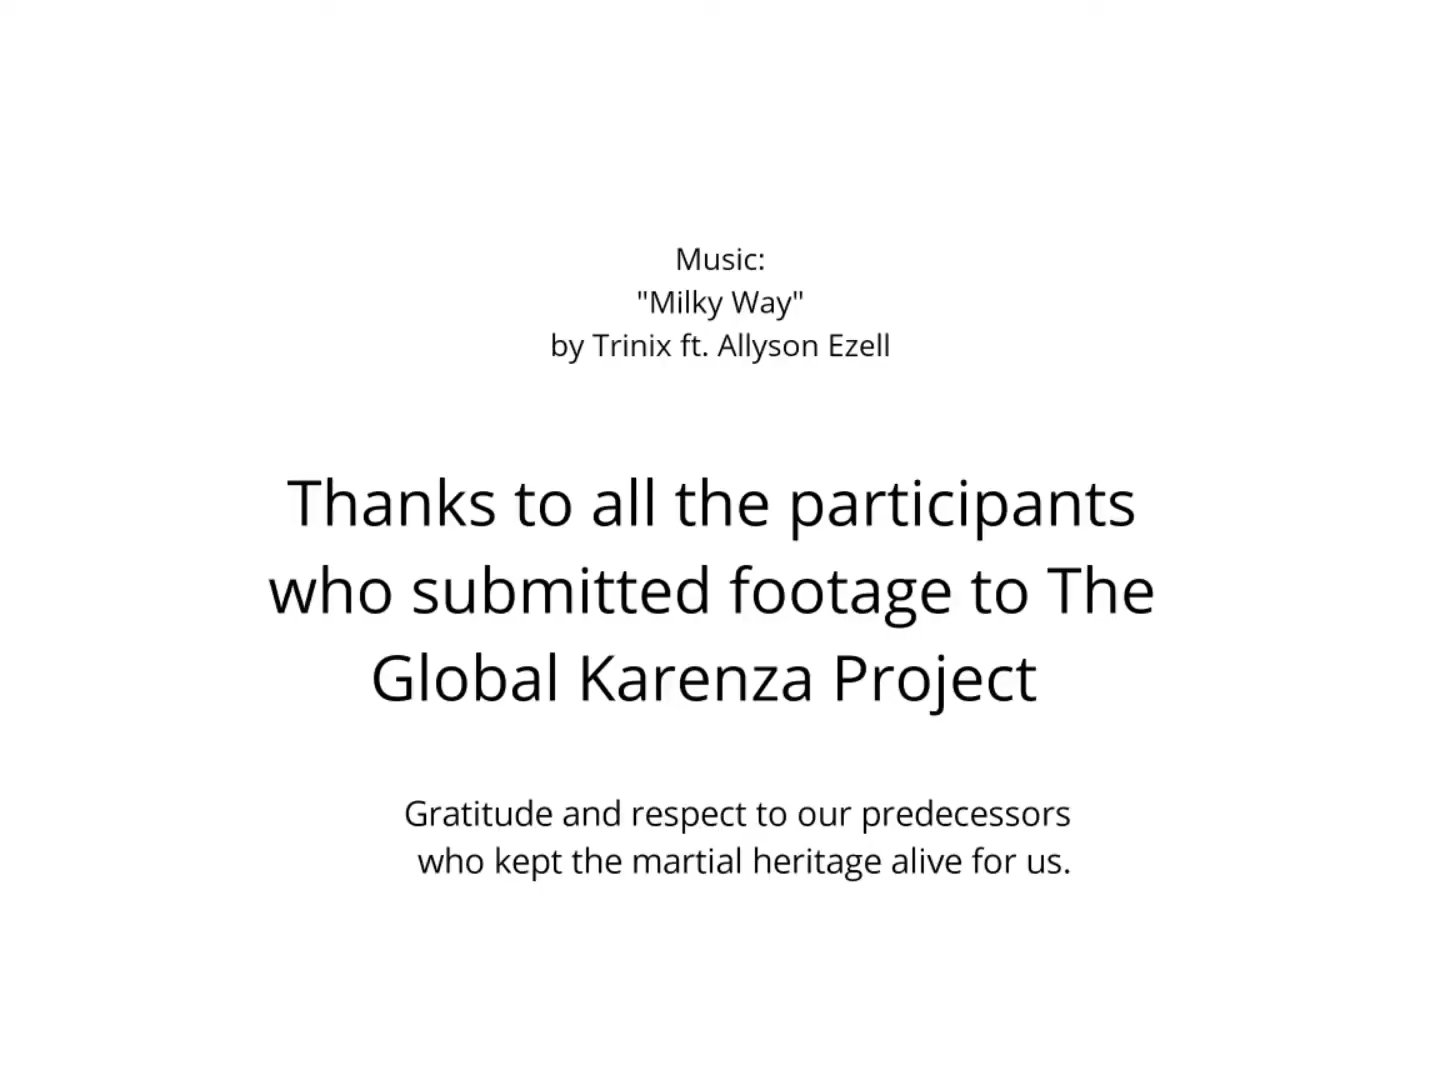 Music:
"Milky Way"
by Trinix ft. Allyson Ezell
Thanks to all the participants
who submitted footage to The
Global Karenza Project
Gratitude and respect to our predecessors
who kept the martial heritage alive for us.